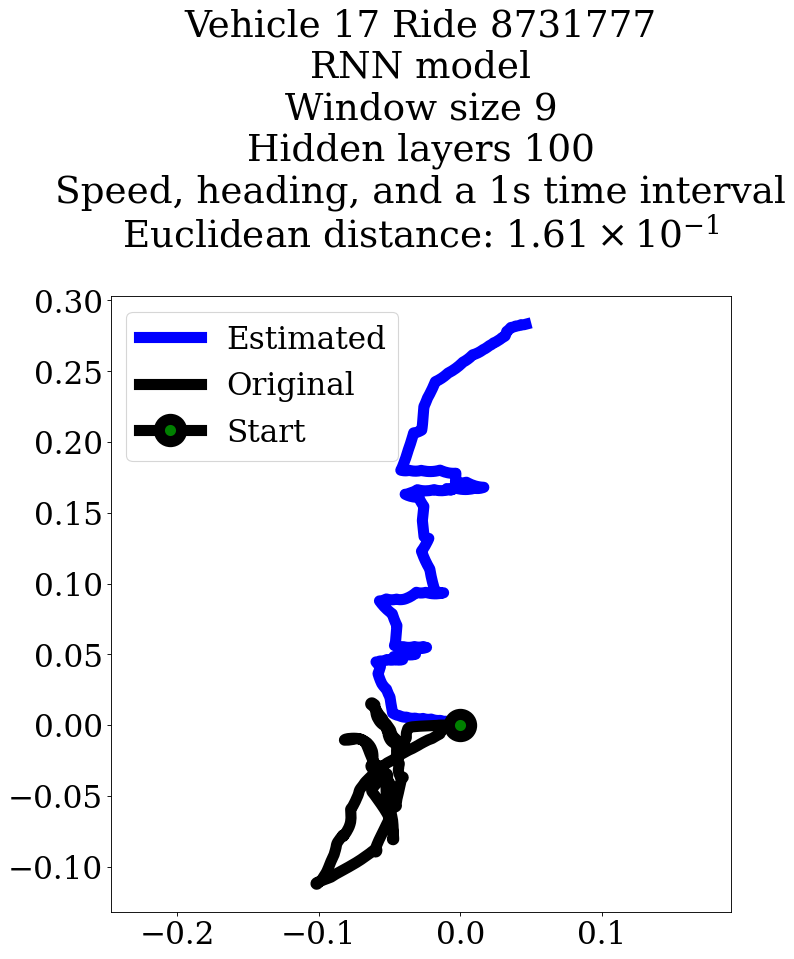 Vehicle 17 Ride 8731777
RNN model
Window size 9
Hidden layers 100
Speed, heading, and a 1s time interval
Euclidean distance: 1.61 × 10⁻¹
Estimated
Original
Start
0.30
0.25
0.20
0.15
0.10
0.05
0.00
−0.05
−0.10
−0.2
−0.1
0.0
0.1